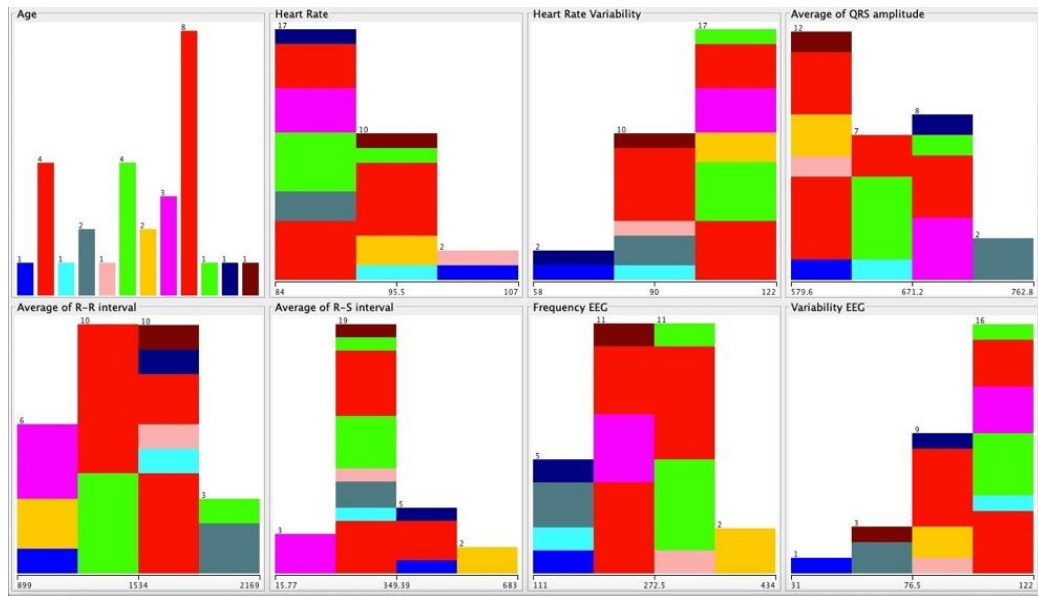 Age
1 4 1 2 1 4 2 3 8 1 1 1
Heart Rate
17 10 2
84 95.5 107
Heart Rate Variability
2 10 17
58 90 122
Average of QRS amplitude
12 7 8 2
579.6 671.2 762.8
Average of R-R interval
6 10 10 3
899 1534 2169
Average of R-S interval
3 19 5 2
15.77 349.39 683
Frequency EEG
5 11 11 2
111 272.5 434
Variability EEG
1 3 9 16
31 76.5 122